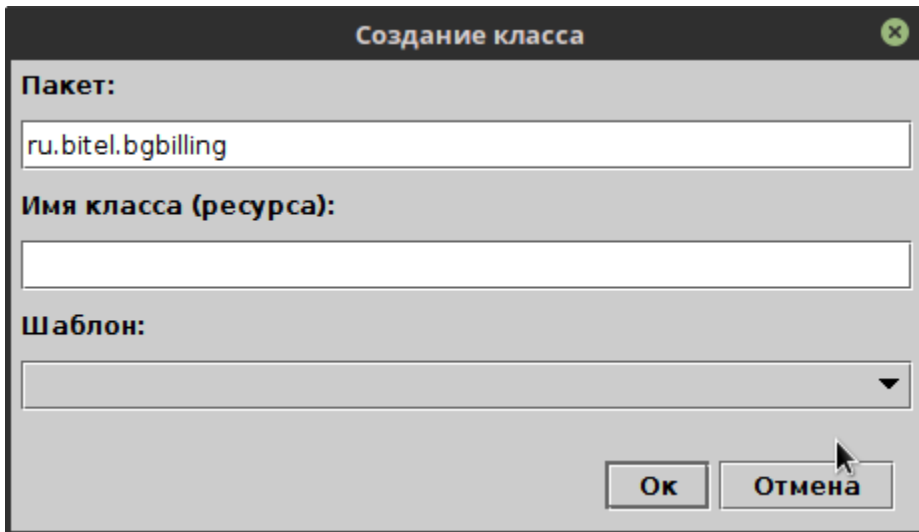 Создание класса
Пакет:
ru.bitel.bgbilling
Имя класса (ресурса):
Шаблон:
Ок
Отмена